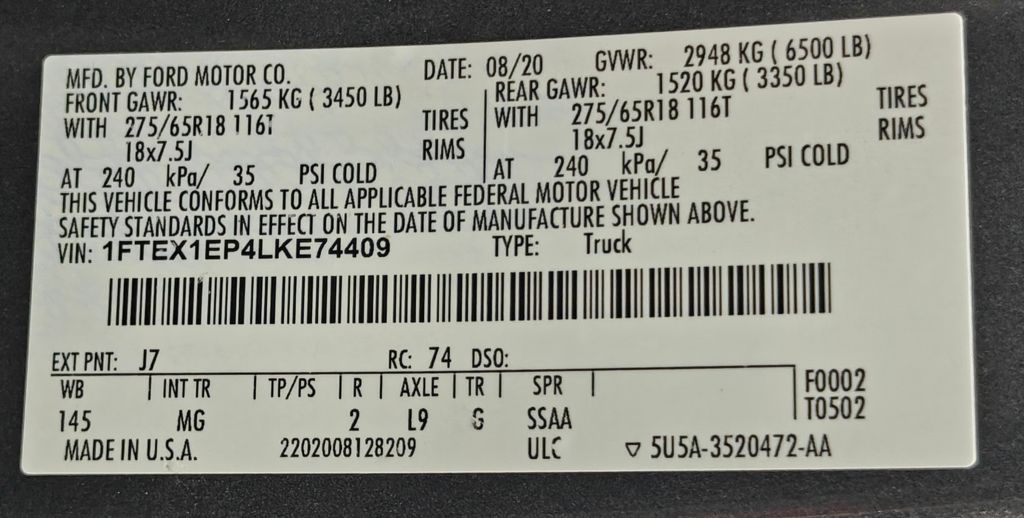 MFD. BY FORD MOTOR CO. DATE: 08/20 GVWR: 2948 KG ( 6500 LB)
FRONT GAWR: 1565 KG ( 3450 LB) REAR GAWR: 1520 KG ( 3350 LB)
WITH 275/65R18 116T TIRES WITH 275/65R18 116T TIRES
18x7.5J RIMS 18x7.5J RIMS
AT 240 kPa/ 35 PSI COLD AT 240 kPa/ 35 PSI COLD
THIS VEHICLE CONFORMS TO ALL APPLICABLE FEDERAL MOTOR VEHICLE
SAFETY STANDARDS IN EFFECT ON THE DATE OF MANUFACTURE SHOWN ABOVE.
VIN: 1FTEX1EP4LKE74409 TYPE: Truck
EXT PNT: J7 RC: 74 DSO:
WB INT TR TP/PS R AXLE TR SPR F0002
145 MG 2 L9 G SSAA T0502
MADE IN U.S.A. 2202008128209 ULC ▽ 5U5A-3520472-AA